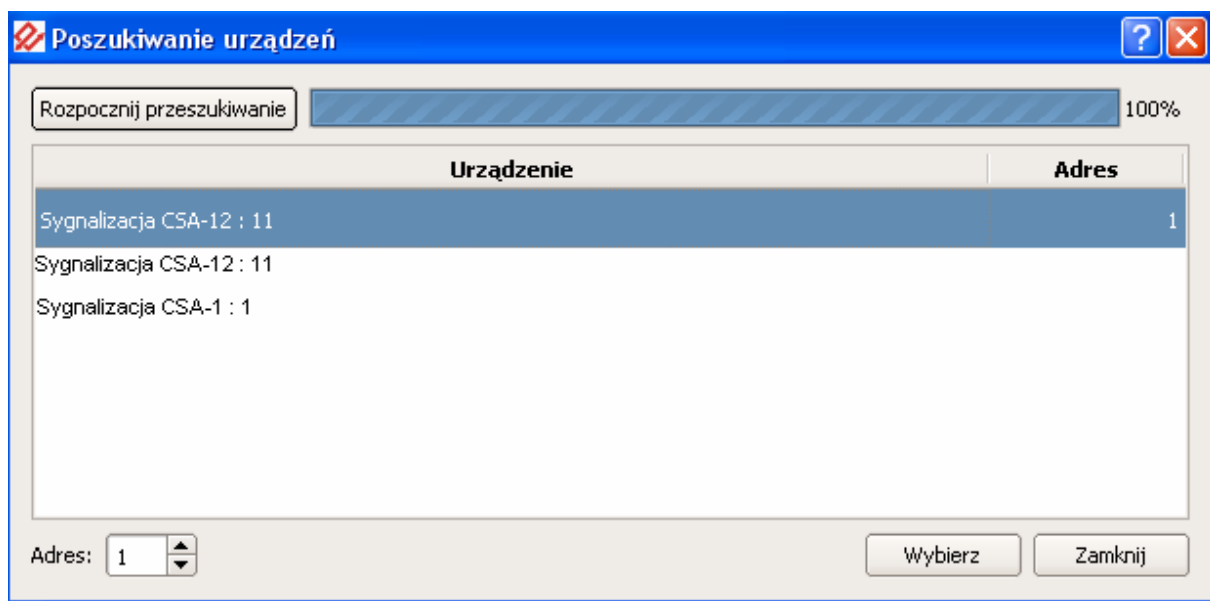 Poszukiwanie urządzeń
Rozpocznij przeszukiwanie 100%
Urządzenie Adres
Sygnalizacja CSA-12 : 11 1
Sygnalizacja CSA-12 : 11
Sygnalizacja CSA-1 : 1
Adres: 1 Wybierz Zamknij